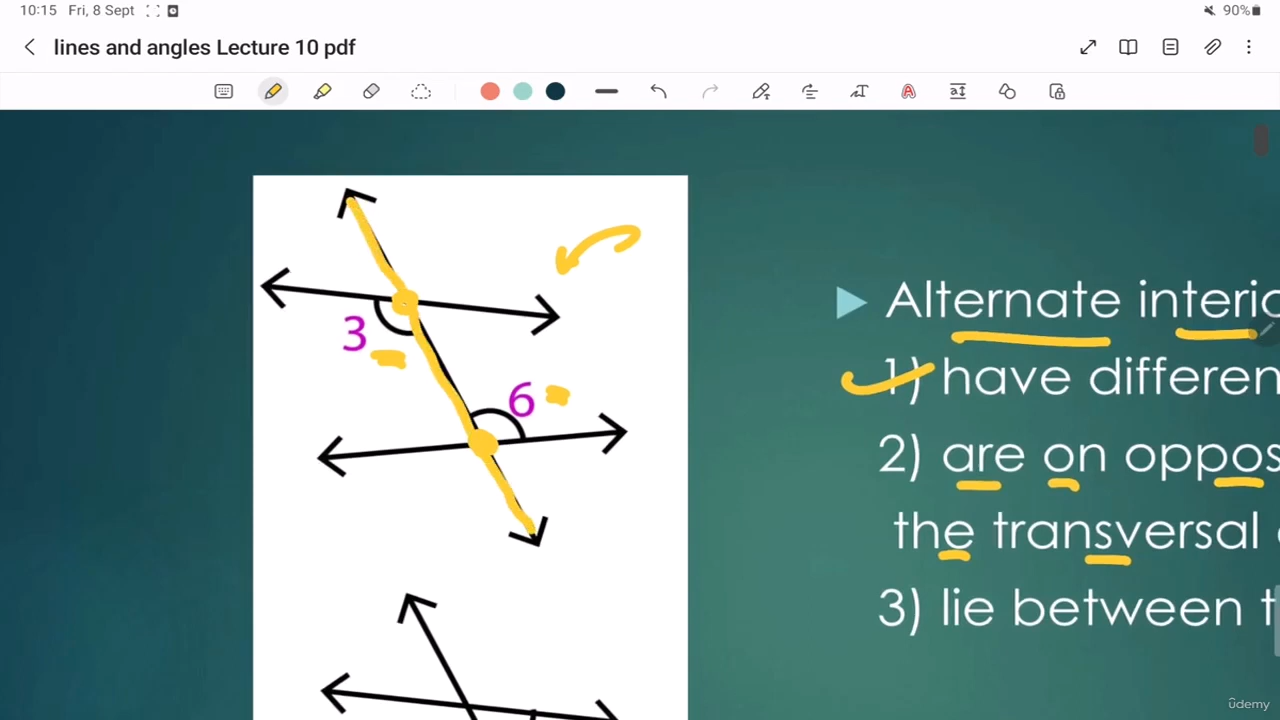 10:15 Fri, 8 Sept 90%
lines and angles Lecture 10 pdf
3
6
Alternate interio
1) have differen
2) are on oppos
the transversal
3) lie between t
ûdemy